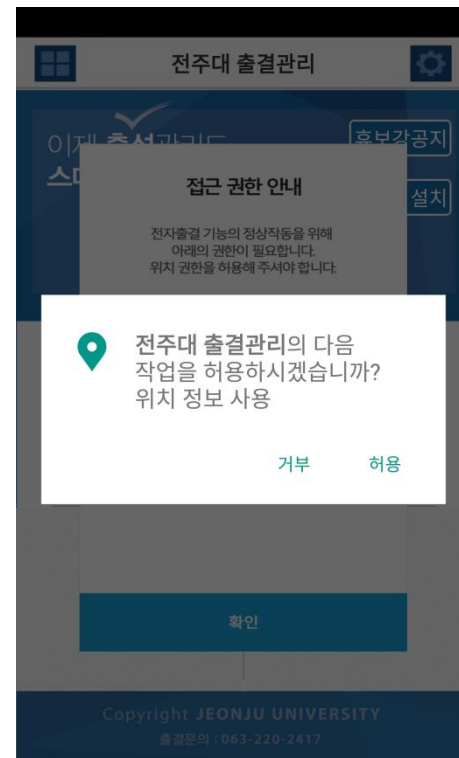 전주대 출결관리
이제 출석관리도
휴보강공지
설치
접근 권한 안내
전자출결 기능의 정상작동을 위해
아래의 권한이 필요합니다.
위치 권한을 허용해 주셔야 합니다.
전주대 출결관리의 다음
작업을 허용하시겠습니까?
위치 정보 사용
거부 허용
확인
Copyright JEONJU UNIVERSITY
출결문의 : 063-220-2417